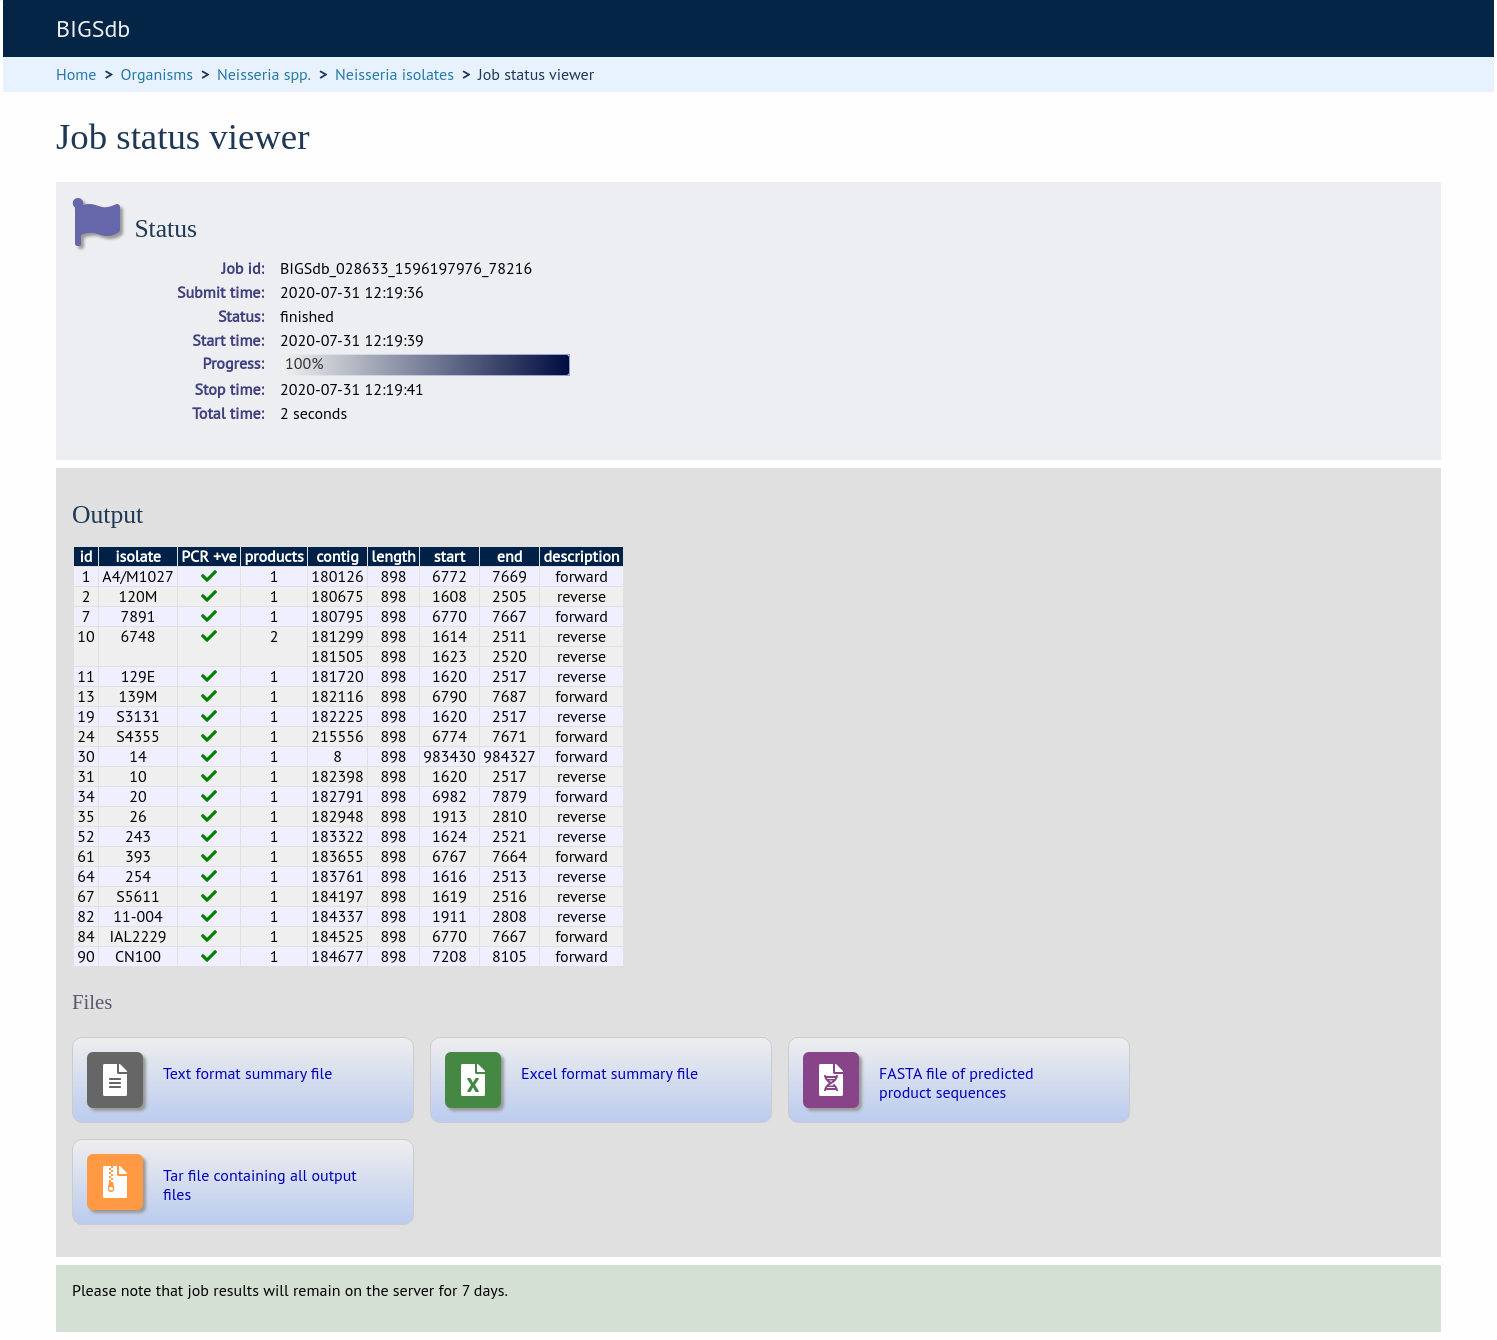 BIGSdb
Home > Organisms > Neisseria spp. > Neisseria isolates > Job status viewer
Job status viewer
Status
Job id: BIGSdb_028633_1596197976_78216
Submit time: 2020-07-31 12:19:36
Status: finished
Start time: 2020-07-31 12:19:39
Progress: 100%
Stop time: 2020-07-31 12:19:41
Total time: 2 seconds
Output
id isolate PCR +ve products contig length start end description
1 A4/M1027 ✔ 1 180126 898 6772 7669 forward
2 120M ✔ 1 180675 898 1608 2505 reverse
7 7891 ✔ 1 180795 898 6770 7667 forward
10 6748 ✔ 2 181299 898 1614 2511 reverse
181505 898 1623 2520 reverse
11 129E ✔ 1 181720 898 1620 2517 reverse
13 139M ✔ 1 182116 898 6790 7687 forward
19 S3131 ✔ 1 182225 898 1620 2517 reverse
24 S4355 ✔ 1 215556 898 6774 7671 forward
30 14 ✔ 1 8 898 983430 984327 forward
31 10 ✔ 1 182398 898 1620 2517 reverse
34 20 ✔ 1 182791 898 6982 7879 forward
35 26 ✔ 1 182948 898 1913 2810 reverse
52 243 ✔ 1 183322 898 1624 2521 reverse
61 393 ✔ 1 183655 898 6767 7664 forward
64 254 ✔ 1 183761 898 1616 2513 reverse
67 S5611 ✔ 1 184197 898 1619 2516 reverse
82 11-004 ✔ 1 184337 898 1911 2808 reverse
84 IAL2229 ✔ 1 184525 898 6770 7667 forward
90 CN100 ✔ 1 184677 898 7208 8105 forward
Files
Text format summary file
Excel format summary file
FASTA file of predicted
product sequences
Tar file containing all output
files
Please note that job results will remain on the server for 7 days.